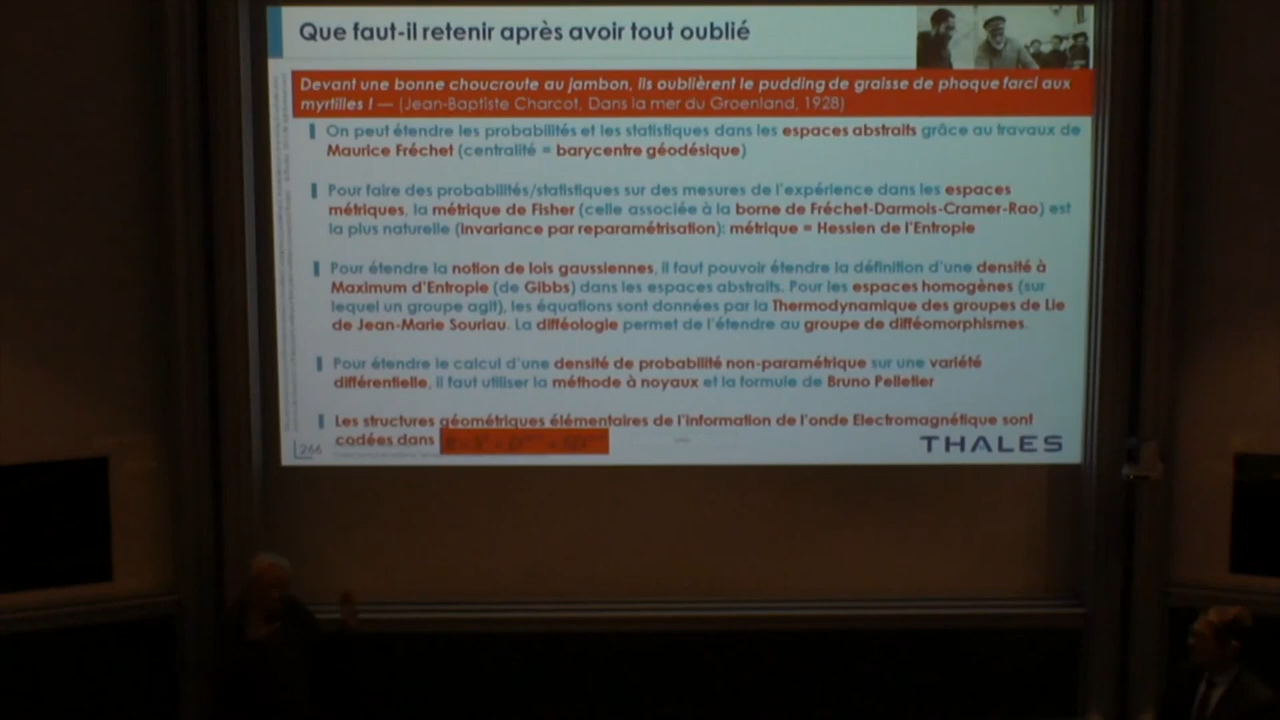 Que faut-il retenir après avoir tout oublié
Devant une bonne choucroute au jambon, ils oublièrent le pudding de graisse de phoque farci aux
myrtilles ! — (Jean-Baptiste Charcot, Dans la mer du Groenland, 1928)
On peut étendre les probabilités et les statistiques dans les espaces abstraits grâce au travaux de
Maurice Fréchet (centralité = barycentre géodésique)
Pour faire des probabilités/statistiques sur des mesures de l'expérience dans les espaces
métriques, la métrique de Fisher (celle associée à la borne de Fréchet-Darmois-Cramer-Rao) est
la plus naturelle (invariance par reparamétrisation): métrique = Hessien de l'Entropie
Pour étendre la notion de lois gaussiennes, il faut pouvoir étendre la définition d'une densité à
Maximum d'Entropie (de Gibbs) dans les espaces abstraits. Pour les espaces homogènes (sur
lequel un groupe agit), les équations sont données par la Thermodynamique des groupes de Lie
de Jean-Marie Souriau. La difféologie permet de l'étendre au groupe de difféomorphismes.
Pour étendre le calcul d'une densité de probabilité non-paramétrique sur une variété
différentielle, il faut utiliser la méthode à noyaux et la formule de Bruno Pelletier
Les structures géométriques élémentaires de l'information de l'onde Electromagnétique sont
codées dans
266
THALES